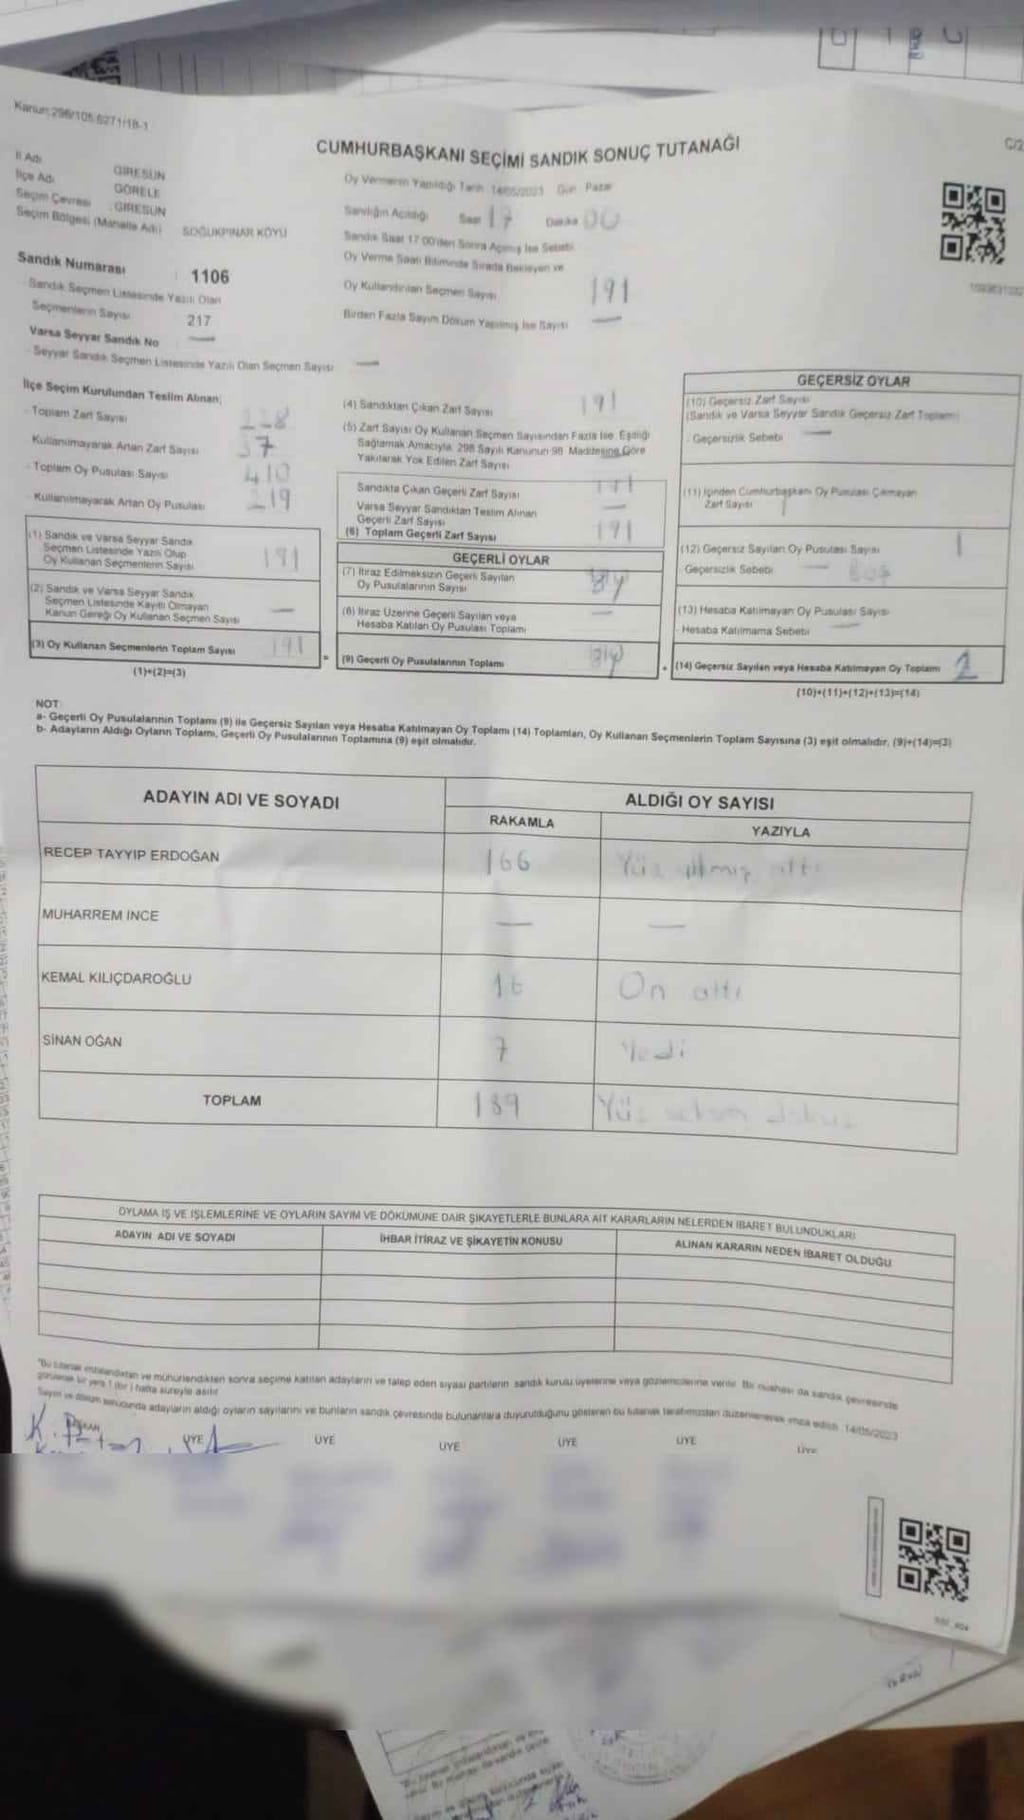 Kanun:298/105.6271/18-1
CUMHURBAŞKANI SEÇİMİ SANDIK SONUÇ TUTANAĞI
C/2
İl Adı GİRESUN
İlçe Adı GÖRELE
Seçim Çevresi GİRESUN
Seçim Bölgesi (Mahalle Adı) SOĞUKPINAR KÖYÜ
Sandık Numarası 1106
- Sandık Seçmen Listesinde Yazılı Olan
Seçmenlerin Sayısı 217
Varsa Seyyar Sandık No —
- Seyyar Sandık Seçmen Listesinde Yazılı Olan Seçmen Sayısı —
Oy Vermenin Yapıldığı Tarih 14/05/2023 Gün Pazar
Sandığın Açıldığı Saat 17 Dakika 00
Sandık Saat 17:00'den Sonra Açılmış İse Sebebi
Oy Verme Saati Bitiminde Sırada Bekleyen ve
Oy Kullandırılan Seçmen Sayısı 191
Birden Fazla Sayım Döküm Yapılmış İse Sayısı —
İlçe Seçim Kurulundan Teslim Alınan;
- Toplam Zarf Sayısı
- Kullanılmayarak Artan Zarf Sayısı 37
- Toplam Oy Pusulası Sayısı 410
- Kullanılmayarak Artan Oy Pusulası 219
(1) Sandık ve Varsa Seyyar Sandık
Seçmen Listesinde Yazılı Olup
Oy Kullanan Seçmenlerin Sayısı 191
(2) Sandık ve Varsa Seyyar Sandık
Seçmen Listesinde Kayıtlı Olmayan
Kanun Gereği Oy Kullanan Seçmen Sayısı —
(3) Oy Kullanan Seçmenlerin Toplam Sayısı 191
(1)+(2)=(3)
(4) Sandıktan Çıkan Zarf Sayısı 191
(5) Zarf Sayısı Oy Kullanan Seçmen Sayısından Fazla İse, Eşitliği
Sağlamak Amacıyla, 298 Sayılı Kanunun 98. Maddesine Göre
Yakılarak Yok Edilen Zarf Sayısı
Sandıkta Çıkan Geçerli Zarf Sayısı
Varsa Seyyar Sandıktan Teslim Alınan
Geçerli Zarf Sayısı —
(6) Toplam Geçerli Zarf Sayısı 191
GEÇERLİ OYLAR
(7) İtiraz Edilmeksizin Geçerli Sayılan
Oy Pusulalarının Sayısı
(8) İtiraz Üzerine Geçerli Sayılan veya
Hesaba Katılan Oy Pusulası Toplamı —
= (9) Geçerli Oy Pusulalarının Toplamı
GEÇERSİZ OYLAR
(10) Geçersiz Zarf Sayısı
(Sandık ve Varsa Seyyar Sandık Geçersiz Zarf Toplamı)
- Geçersizlik Sebebi —
(11) İçinden Cumhurbaşkanı Oy Pusulası Çıkmayan
Zarf Sayısı
(12) Geçersiz Sayılan Oy Pusulası Sayısı 1
Geçersizlik Sebebi —
(13) Hesaba Katılmayan Oy Pusulası Sayısı
- Hesaba Katılmama Sebebi —
+ (14) Geçersiz Sayılan veya Hesaba Katılmayan Oy Toplamı 2
(10)+(11)+(12)+(13)=(14)
NOT:
a- Geçerli Oy Pusulalarının Toplamı (9) ile Geçersiz Sayılan veya Hesaba Katılmayan Oy Toplamı (14) Toplamları, Oy Kullanan Seçmenlerin Toplam Sayısına (3) eşit olmalıdır. (9)+(14)=(3)
b- Adayların Aldığı Oyların Toplamı, Geçerli Oy Pusulalarının Toplamına (9) eşit olmalıdır.
ADAYIN ADI VE SOYADI
ALDIĞI OY SAYISI
RAKAMLA YAZIYLA
RECEP TAYYIP ERDOĞAN 166 Yüz altmış altı
MUHARREM İNCE — —
KEMAL KILIÇDAROĞLU 16 On altı
SİNAN OĞAN 7 Yedi
TOPLAM 189 Yüz seksen dokuz
OYLAMA İŞ VE İŞLEMLERİNE VE OYLARIN SAYIM VE DÖKÜMÜNE DAİR ŞİKAYETLERLE BUNLARA AİT KARARLARIN NELERDEN İBARET BULUNDUKLARI
ADAYIN ADI VE SOYADI İHBAR İTİRAZ VE ŞİKAYETİN KONUSU ALINAN KARARIN NEDEN İBARET OLDUĞU
*Bu tutanak imzalandıktan ve mühürlendikten sonra seçime katılan adayların ve talep eden siyasi partilerin sandık kurulu üyelerine veya gözlemcilerine verilir. Bir nüshası da sandık çevresinde
görülecek bir yere 1 (bir) hafta süreyle asılır.
Sayım ve döküm sonucunda adayların aldığı oyların sayılarını ve bunların sandık çevresinde bulunanlara duyurulduğunu gösteren bu tutanak tarafımızdan düzenlenerek imza edildi. 14/05/2023
ÜYE ÜYE ÜYE ÜYE ÜYE ÜYE